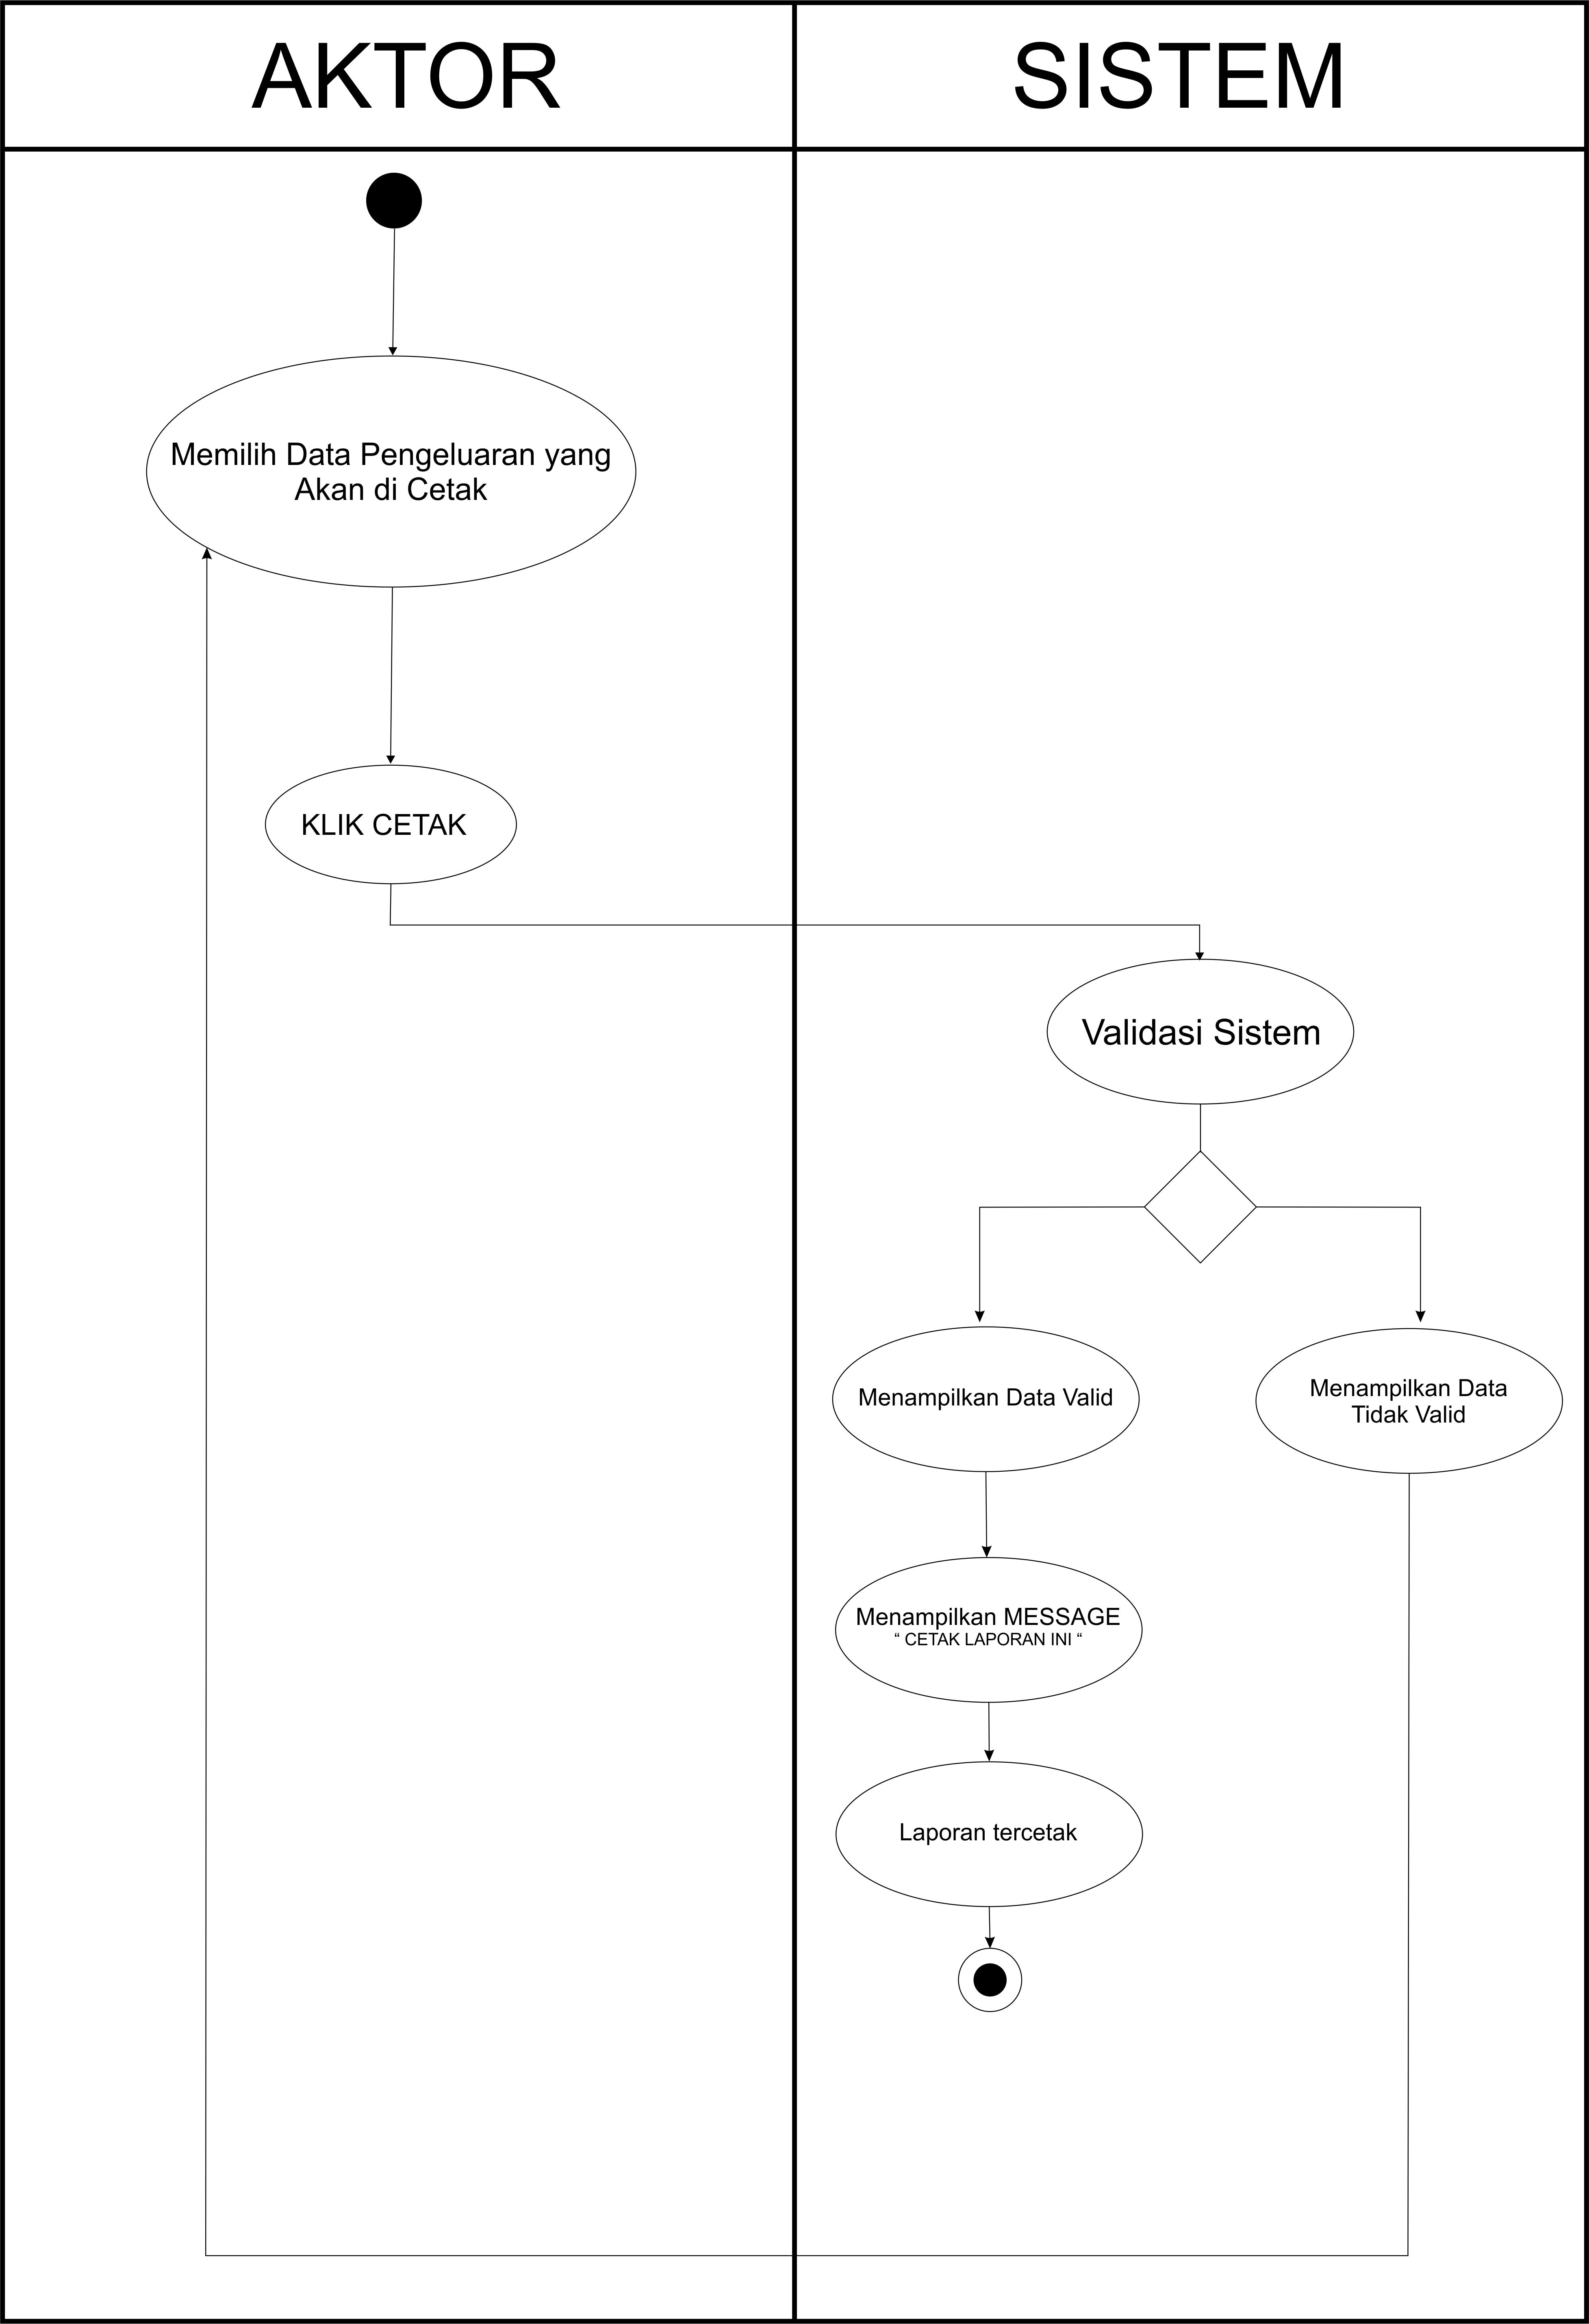 AKTOR
SISTEM
Memilih Data Pengeluaran yang
Akan di Cetak
KLIK CETAK
Validasi Sistem
Menampilkan Data Valid
Menampilkan Data
Tidak Valid
Menampilkan MESSAGE
“ CETAK LAPORAN INI “
Laporan tercetak